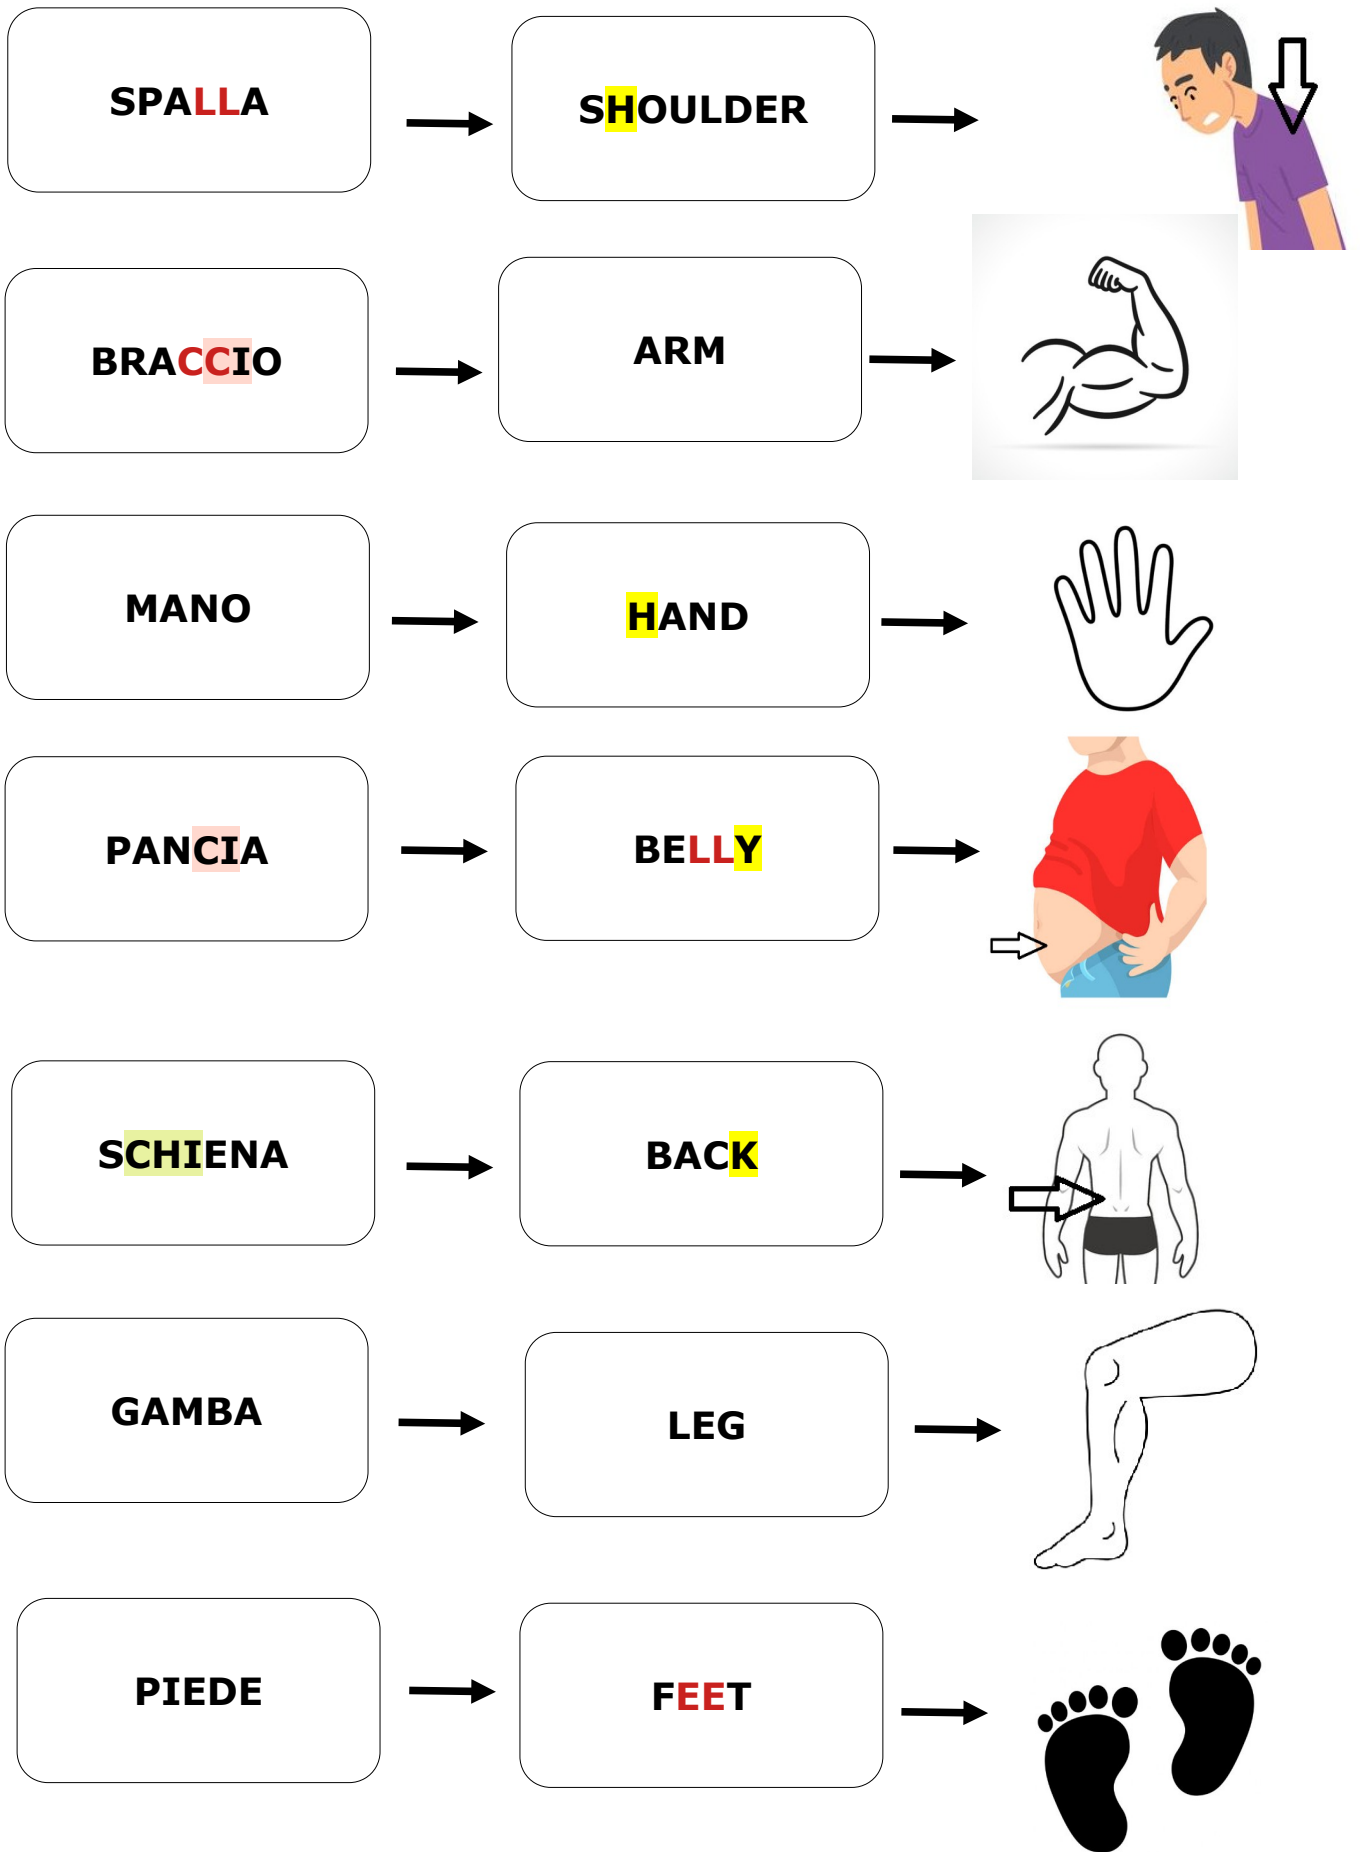 SPALLA
SHOULDER
BRACCIO
ARM
MANO
HAND
PANCIA
BELLY
SCHIENA
BACK
GAMBA
LEG
PIEDE
FEET